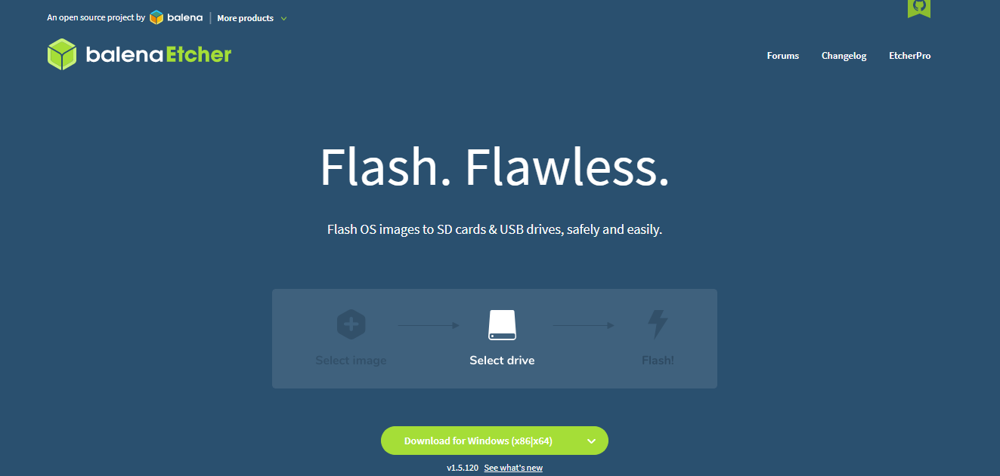 An open source project by balena | More products
balenaEtcher
Forums Changelog EtcherPro
Flash. Flawless.
Flash OS images to SD cards & USB drives, safely and easily.
Select image Select drive Flash!
Download for Windows (x86|x64)
v1.5.120 See what's new